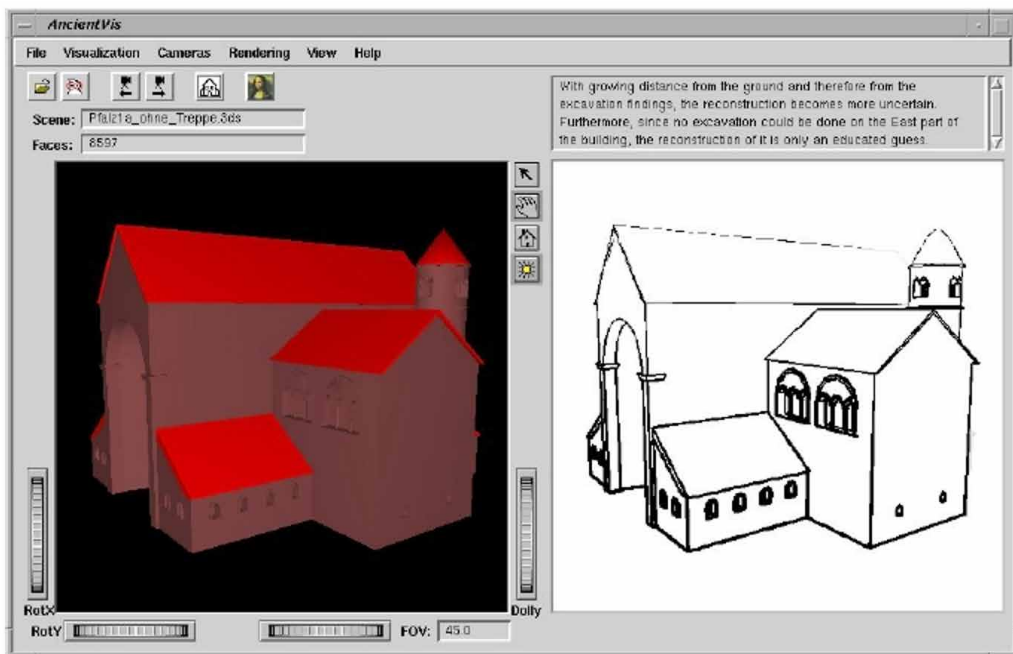 AncientVis
File Visualization Cameras Rendering View Help
Scene: Pfalz1a_ohne_Treppe.3ds
Faces: 8597
With growing distance from the ground and therefore from the
excavation findings, the reconstruction becomes more uncertain.
Furthermore, since no excavation could be done on the East part of
the building, the reconstruction of it is only an educated guess.
RotX
Dolly
RotY
FOV: 45.0